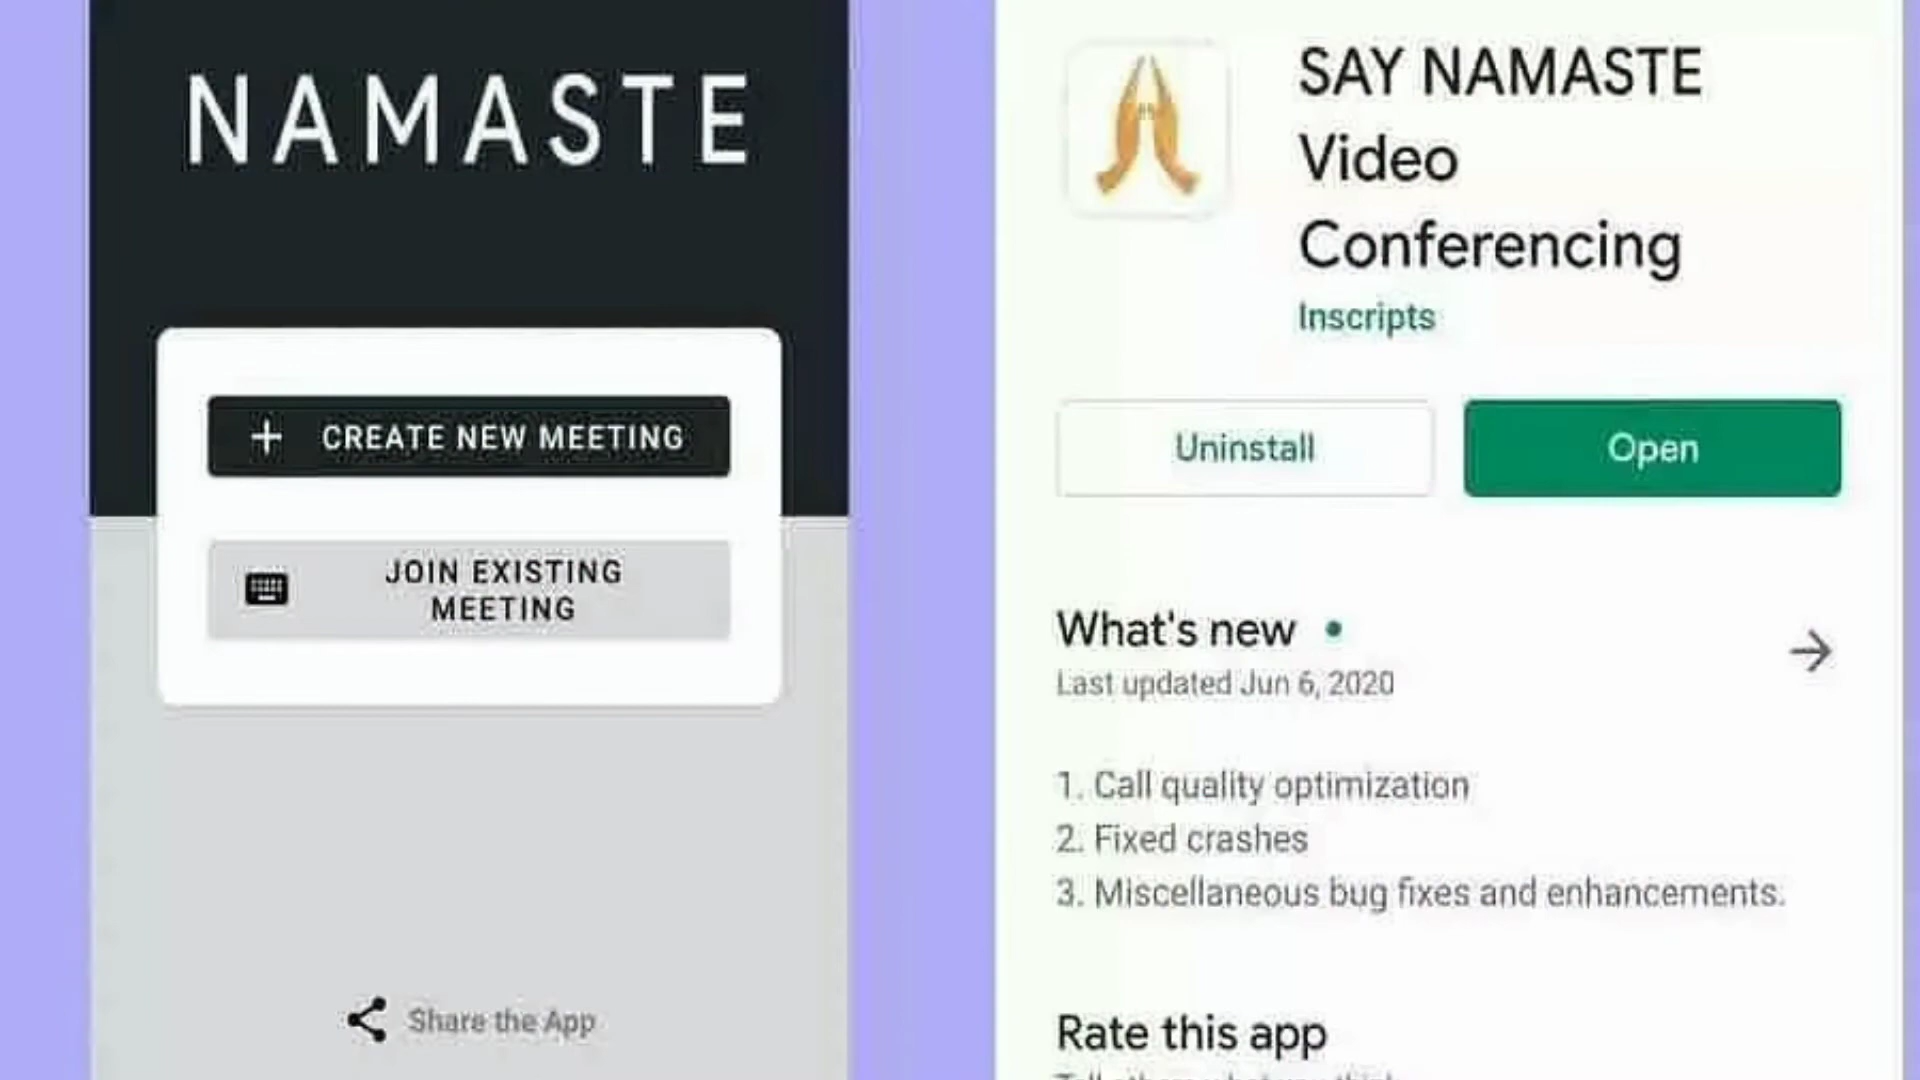 NAMASTE
CREATE NEW MEETING
JOIN EXISTING
MEETING
Share the App
SAY NAMASTE
Video
Conferencing
Inscripts
Uninstall
Open
What's new
Last updated Jun 6, 2020
1. Call quality optimization
2. Fixed crashes
3. Miscellaneous bug fixes and enhancements.
Rate this app